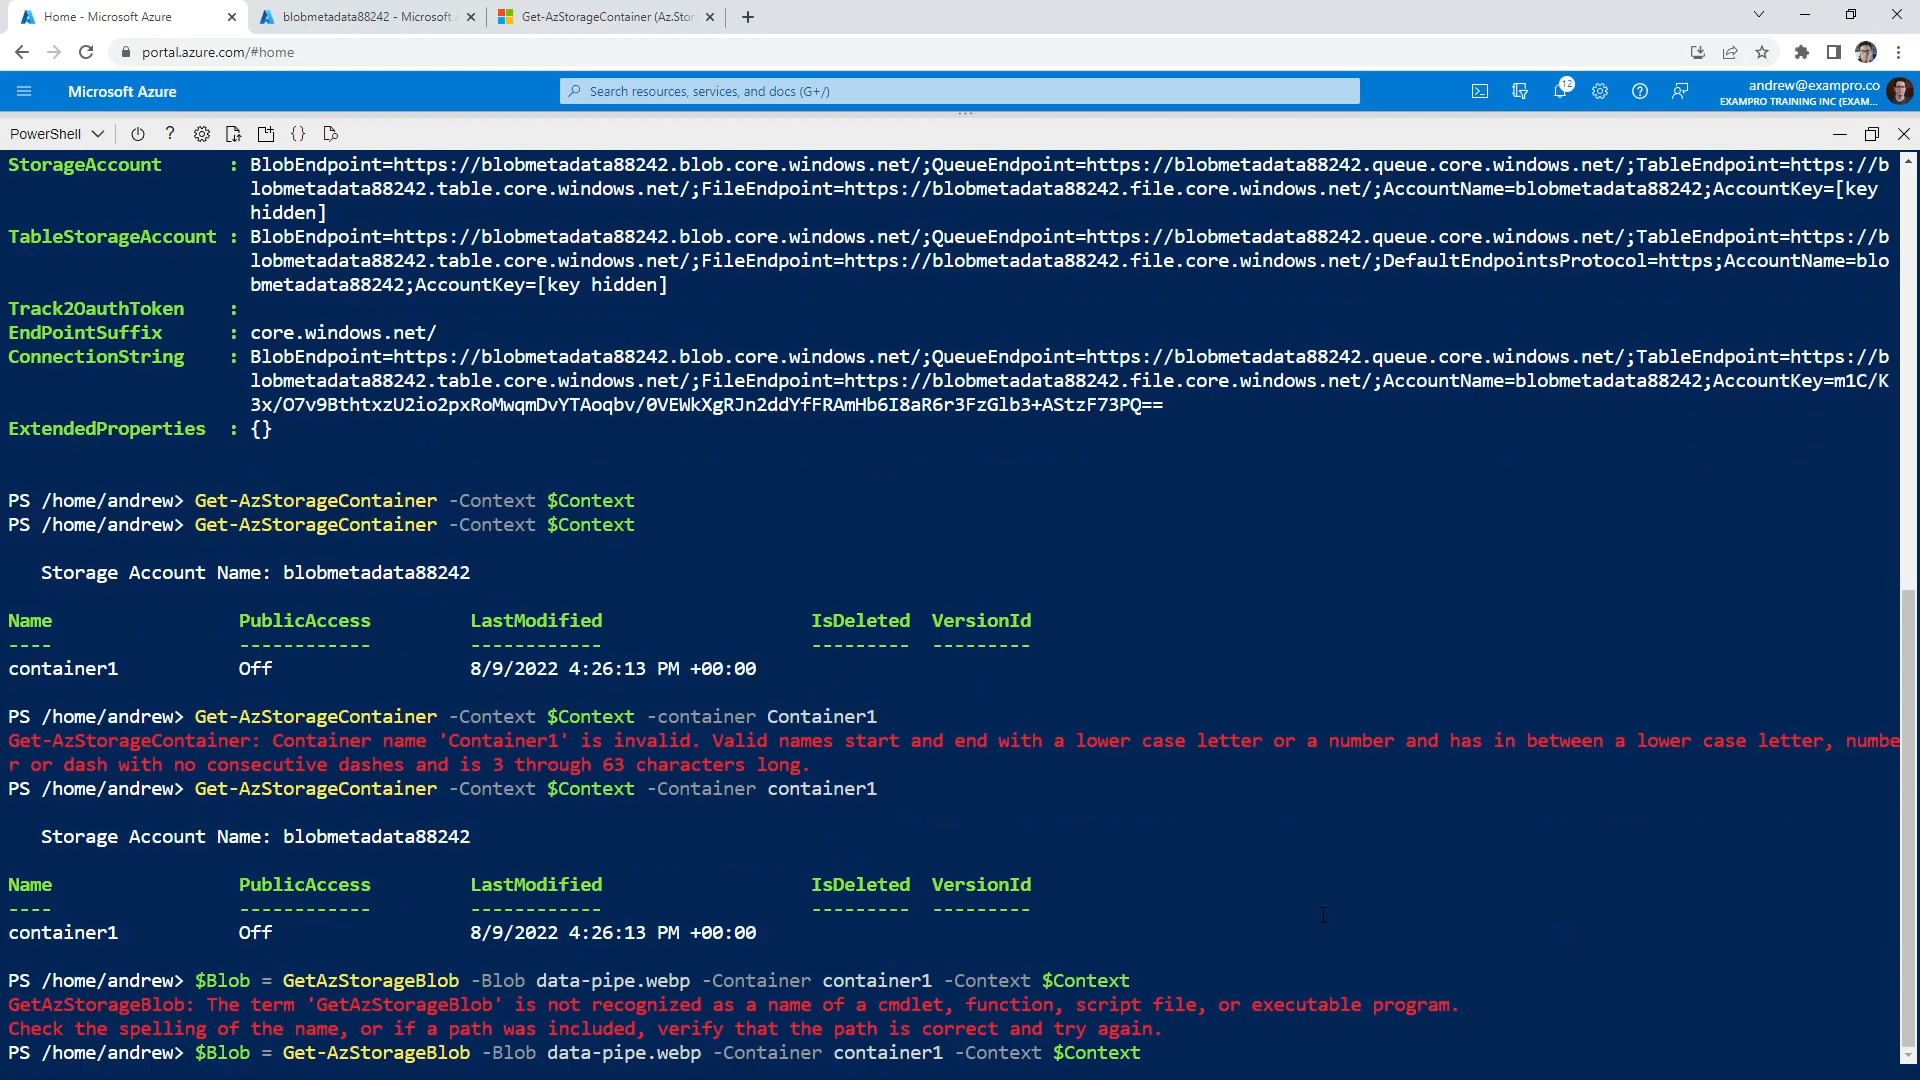 Home - Microsoft Azure
blobmetadata88242 - Microsoft
Get-AzStorageContainer (Az.Stor
portal.azure.com/#home
Microsoft Azure
Search resources, services, and docs (G+/)
12
andrew@exampro.co
EXAMPRO TRAINING INC (EXAM...
PowerShell
StorageAccount : BlobEndpoint=https://blobmetadata88242.blob.core.windows.net/;QueueEndpoint=https://blobmetadata88242.queue.core.windows.net/;TableEndpoint=https://b
lobmetadata88242.table.core.windows.net/;FileEndpoint=https://blobmetadata88242.file.core.windows.net/;AccountName=blobmetadata88242;AccountKey=[key
hidden]
TableStorageAccount : BlobEndpoint=https://blobmetadata88242.blob.core.windows.net/;QueueEndpoint=https://blobmetadata88242.queue.core.windows.net/;TableEndpoint=https://b
lobmetadata88242.table.core.windows.net/;FileEndpoint=https://blobmetadata88242.file.core.windows.net/;DefaultEndpointsProtocol=https;AccountName=blo
bmetadata88242;AccountKey=[key hidden]
Track2OauthToken :
EndPointSuffix : core.windows.net/
ConnectionString : BlobEndpoint=https://blobmetadata88242.blob.core.windows.net/;QueueEndpoint=https://blobmetadata88242.queue.core.windows.net/;TableEndpoint=https://b
lobmetadata88242.table.core.windows.net/;FileEndpoint=https://blobmetadata88242.file.core.windows.net/;AccountName=blobmetadata88242;AccountKey=m1C/K
3x/O7v9BthtxzU2io2pxRoMwqmDvYTAoqbv/0VEWkXgRJn2ddYfFRAmHb6I8aR6r3FzGlb3+AStzF73PQ==
ExtendedProperties : {}
PS /home/andrew> Get-AzStorageContainer -Context $Context
PS /home/andrew> Get-AzStorageContainer -Context $Context
Storage Account Name: blobmetadata88242
Name PublicAccess LastModified IsDeleted VersionId
---- ------------ ------------ --------- ---------
container1 Off 8/9/2022 4:26:13 PM +00:00
PS /home/andrew> Get-AzStorageContainer -Context $Context -container Container1
Get-AzStorageContainer: Container name 'Container1' is invalid. Valid names start and end with a lower case letter or a number and has in between a lower case letter, numbe
r or dash with no consecutive dashes and is 3 through 63 characters long.
PS /home/andrew> Get-AzStorageContainer -Context $Context -Container container1
Storage Account Name: blobmetadata88242
Name PublicAccess LastModified IsDeleted VersionId
---- ------------ ------------ --------- ---------
container1 Off 8/9/2022 4:26:13 PM +00:00
PS /home/andrew> $Blob = GetAzStorageBlob -Blob data-pipe.webp -Container container1 -Context $Context
GetAzStorageBlob: The term 'GetAzStorageBlob' is not recognized as a name of a cmdlet, function, script file, or executable program.
Check the spelling of the name, or if a path was included, verify that the path is correct and try again.
PS /home/andrew> $Blob = Get-AzStorageBlob -Blob data-pipe.webp -Container container1 -Context $Context